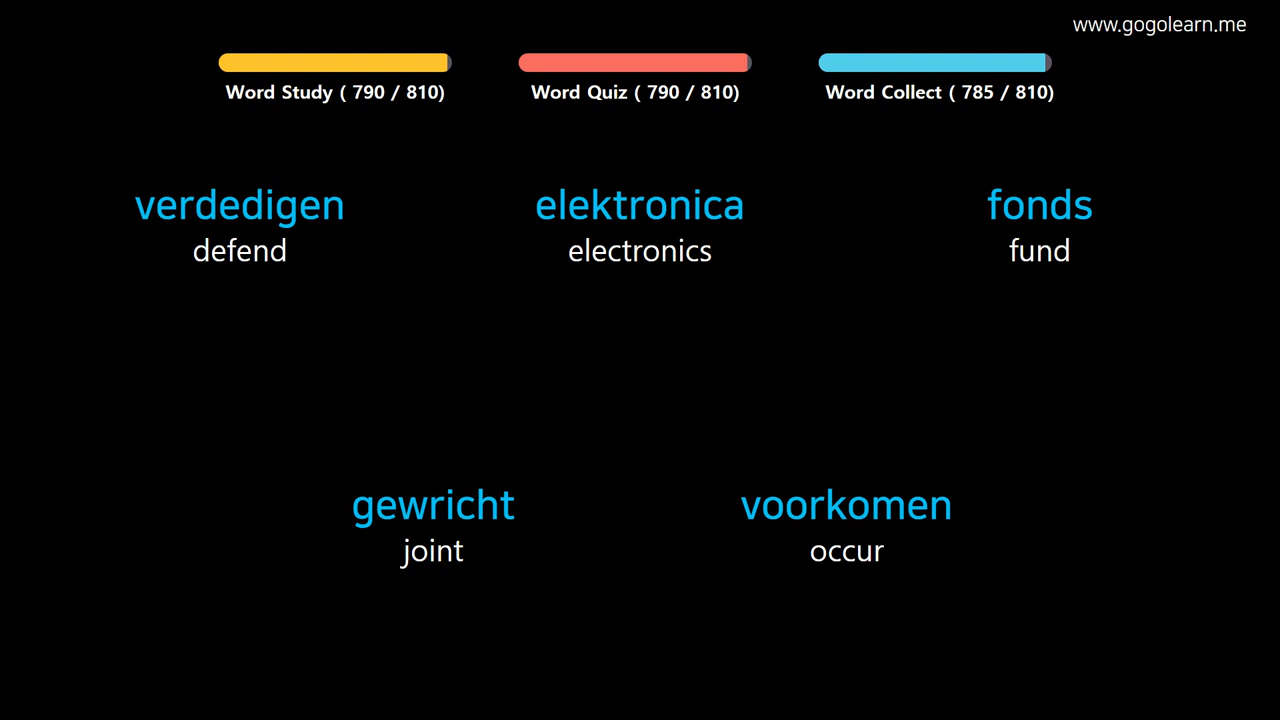 www.gogolearn.me
Word Study ( 790 / 810)
Word Quiz ( 790 / 810)
Word Collect ( 785 / 810)
verdedigen
defend
elektronica
electronics
fonds
fund
gewricht
joint
voorkomen
occur